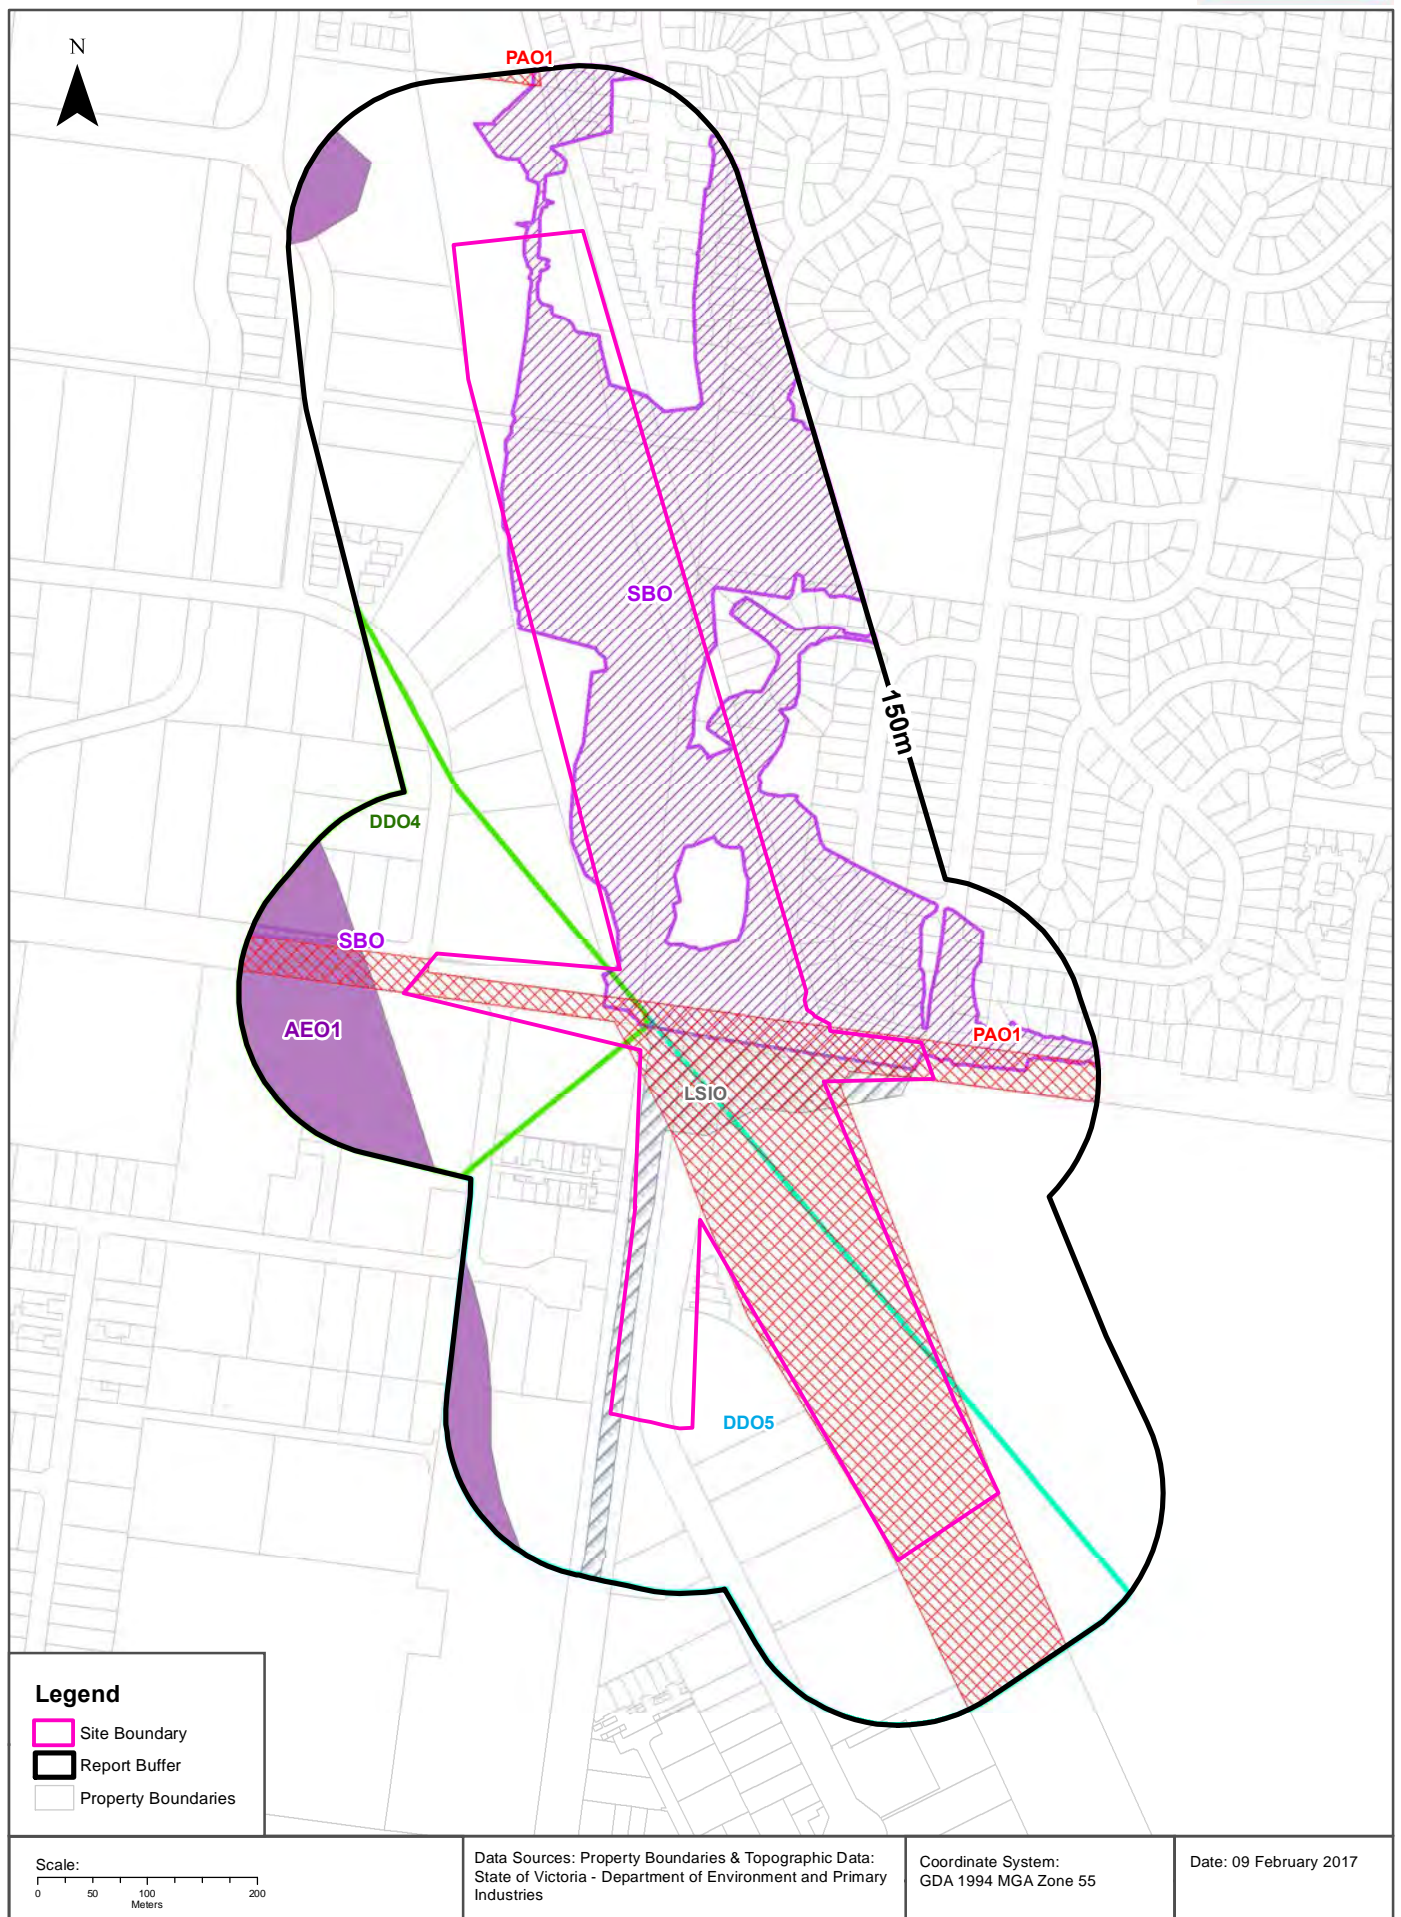 N
PAO1
SBO
150m
DDO4
SBO
AEO1
PAO1
LSIO
DDO5
Legend
Site Boundary
Report Buffer
Property Boundaries
Scale:
0 50 100 200
Meters
Data Sources: Property Boundaries & Topographic Data:
State of Victoria - Department of Environment and Primary
Industries
Coordinate System:
GDA 1994 MGA Zone 55
Date: 09 February 2017